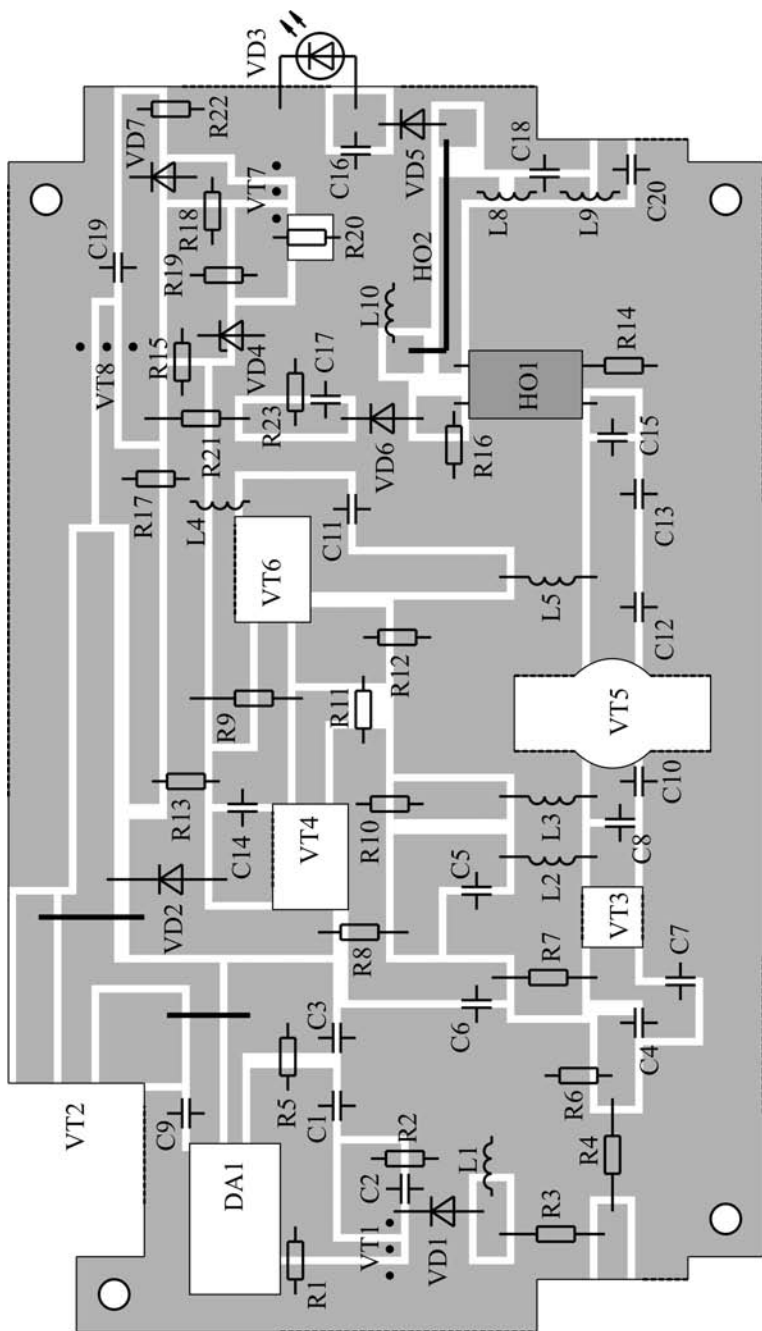 VT2
VT8
C19
VD7
R17
R15
C9
VD2
R13
L4
R21
R19
R18
R22
DA1
C14
R9
VD4
VT7
VD3
R5
VT6
R23
R1
C1
C3
VT4
R11
C11
C17
R20
C16
VT1
C2
R2
R8
R10
R12
VD6
L10
HO2
VD5
VD1
L1
C6
C5
R16
L8
C18
R3
R7
L2
L3
L5
HO1
L9
R4
R6
VT3
VT5
C15
R14
C4
C7
C8
C10
C12
C13
C20